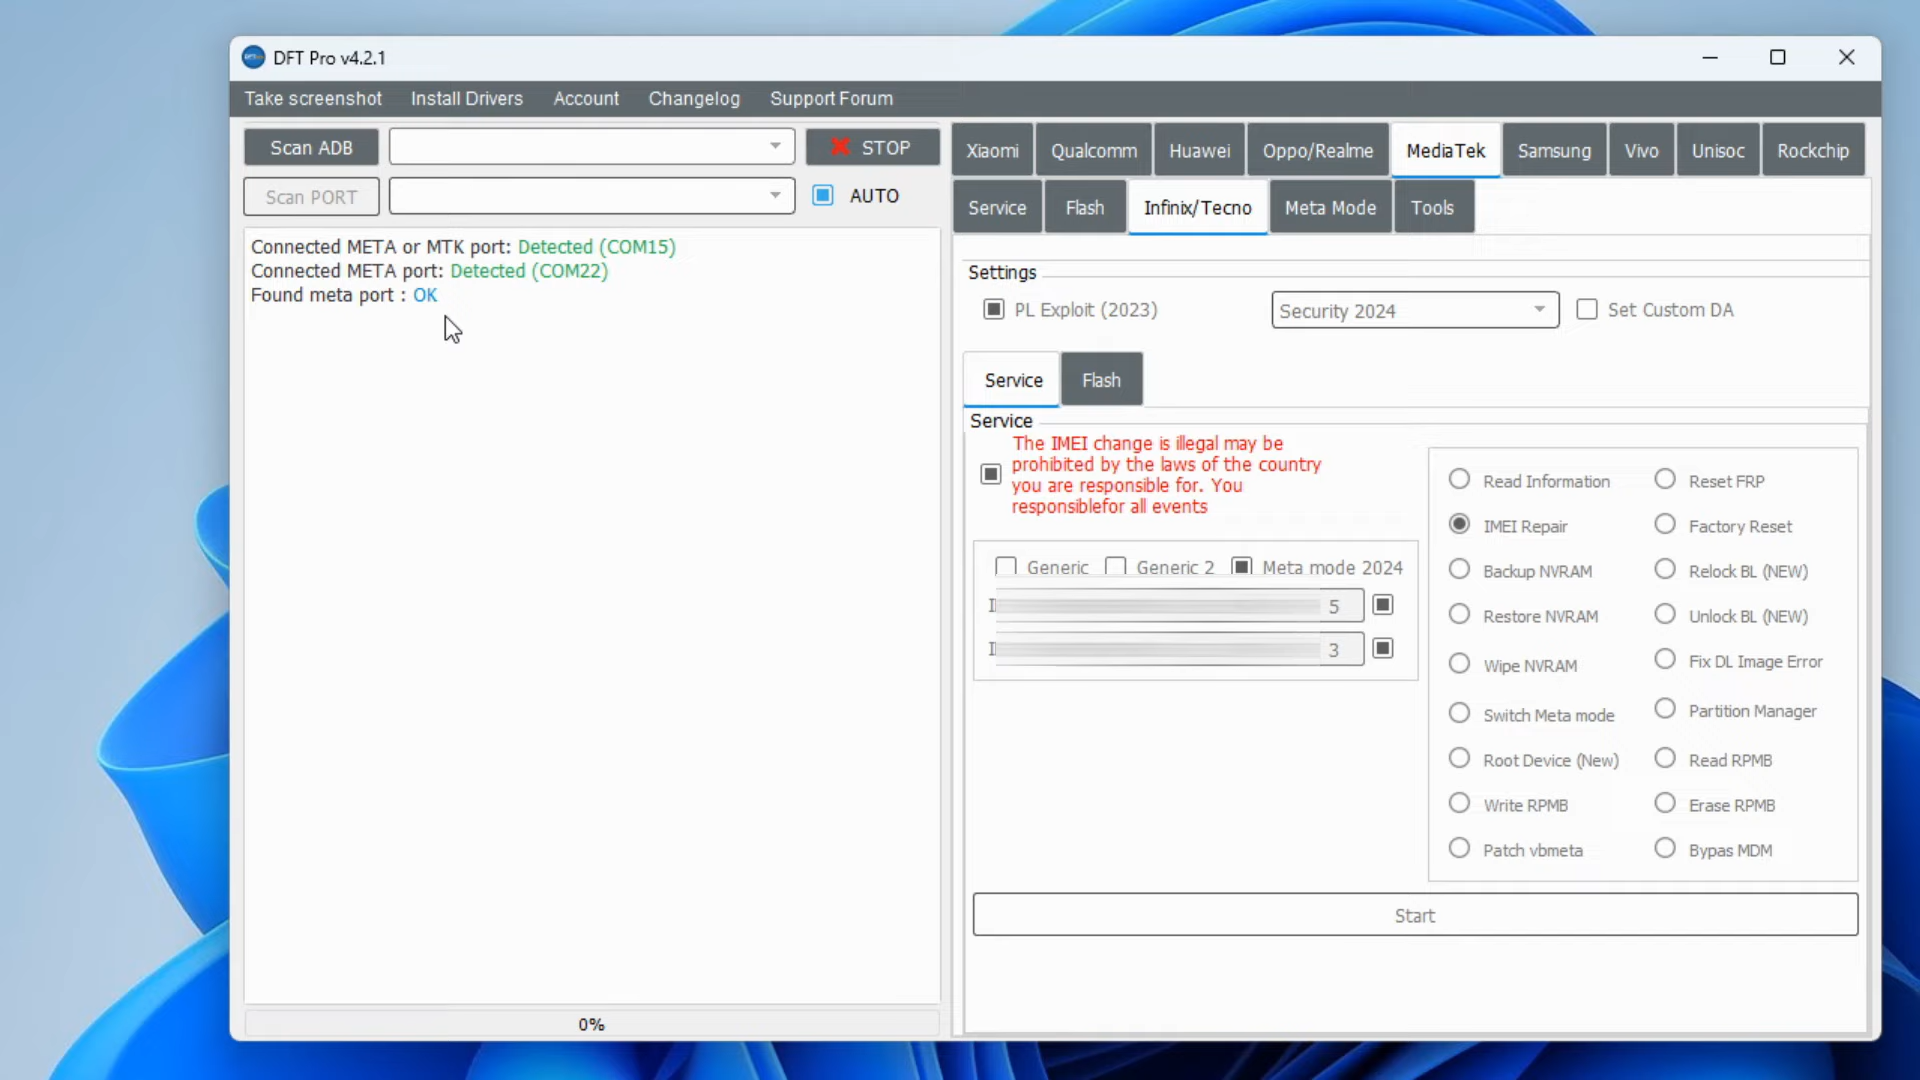 DFT Pro v4.2.1
Take screenshot Install Drivers Account Changelog Support Forum
Scan ADB STOP
Scan PORT AUTO
Connected META or MTK port: Detected (COM15)
Connected META port: Detected (COM22)
Found meta port : OK
0%
Xiaomi Qualcomm Huawei Oppo/Realme MediaTek Samsung Vivo Unisoc Rockchip
Service Flash Infinix/Tecno Meta Mode Tools
Settings
PL Exploit (2023) Security 2024 Set Custom DA
Service Flash
Service
The IMEI change is illegal may be
prohibited by the laws of the country
you are responsible for. You
responsiblefor all events
Generic Generic 2 Meta mode 2024
5
3
Read Information Reset FRP
IMEI Repair Factory Reset
Backup NVRAM Relock BL (NEW)
Restore NVRAM Unlock BL (NEW)
Wipe NVRAM Fix DL Image Error
Switch Meta mode Partition Manager
Root Device (New) Read RPMB
Write RPMB Erase RPMB
Patch vbmeta Bypas MDM
Start